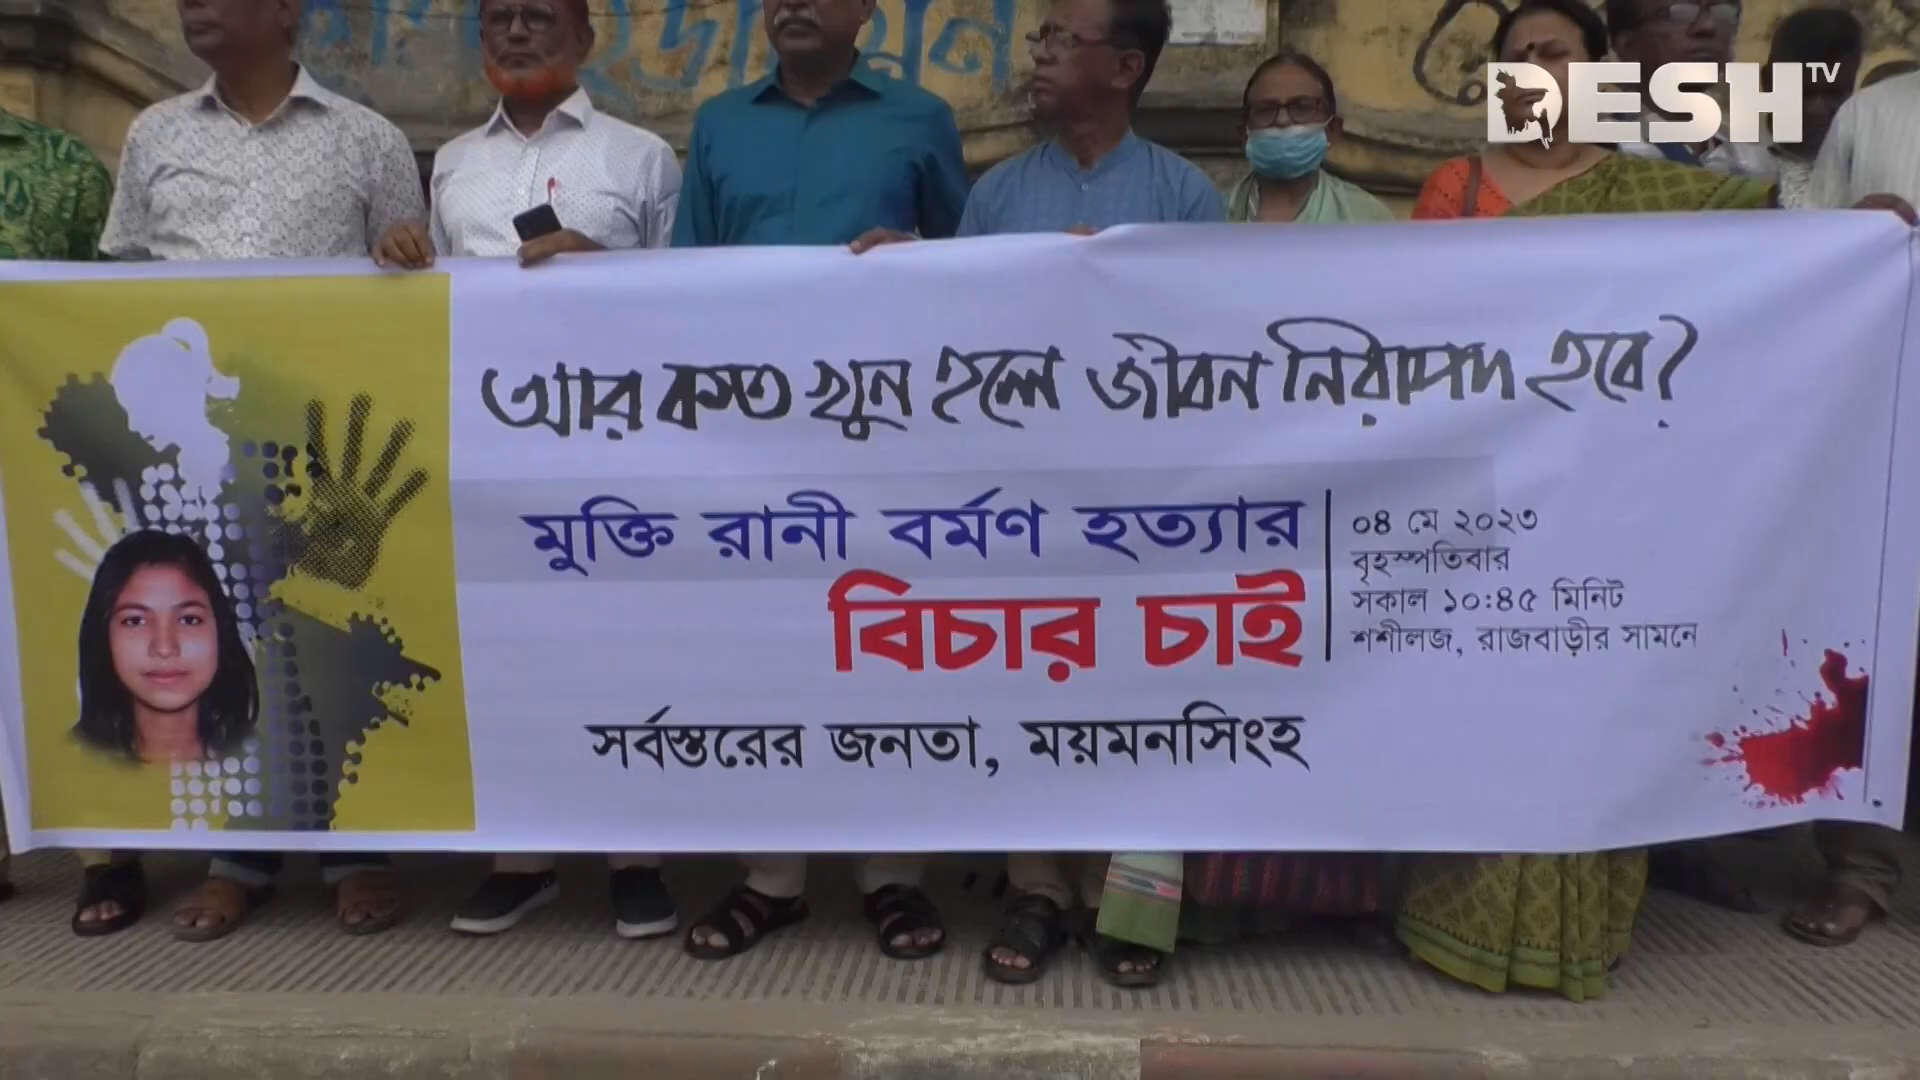 DESH TV
আর কত খুন হলে জীবন নিরাপদ হবে?
মুক্তি রানী বর্মণ হত্যার
বিচার চাই
০৪ মে ২০২৩
বৃহস্পতিবার
সকাল ১০:৪৫ মিনিট
শশীলজ, রাজবাড়ীর সামনে
সর্বস্তরের জনতা, ময়মনসিংহ